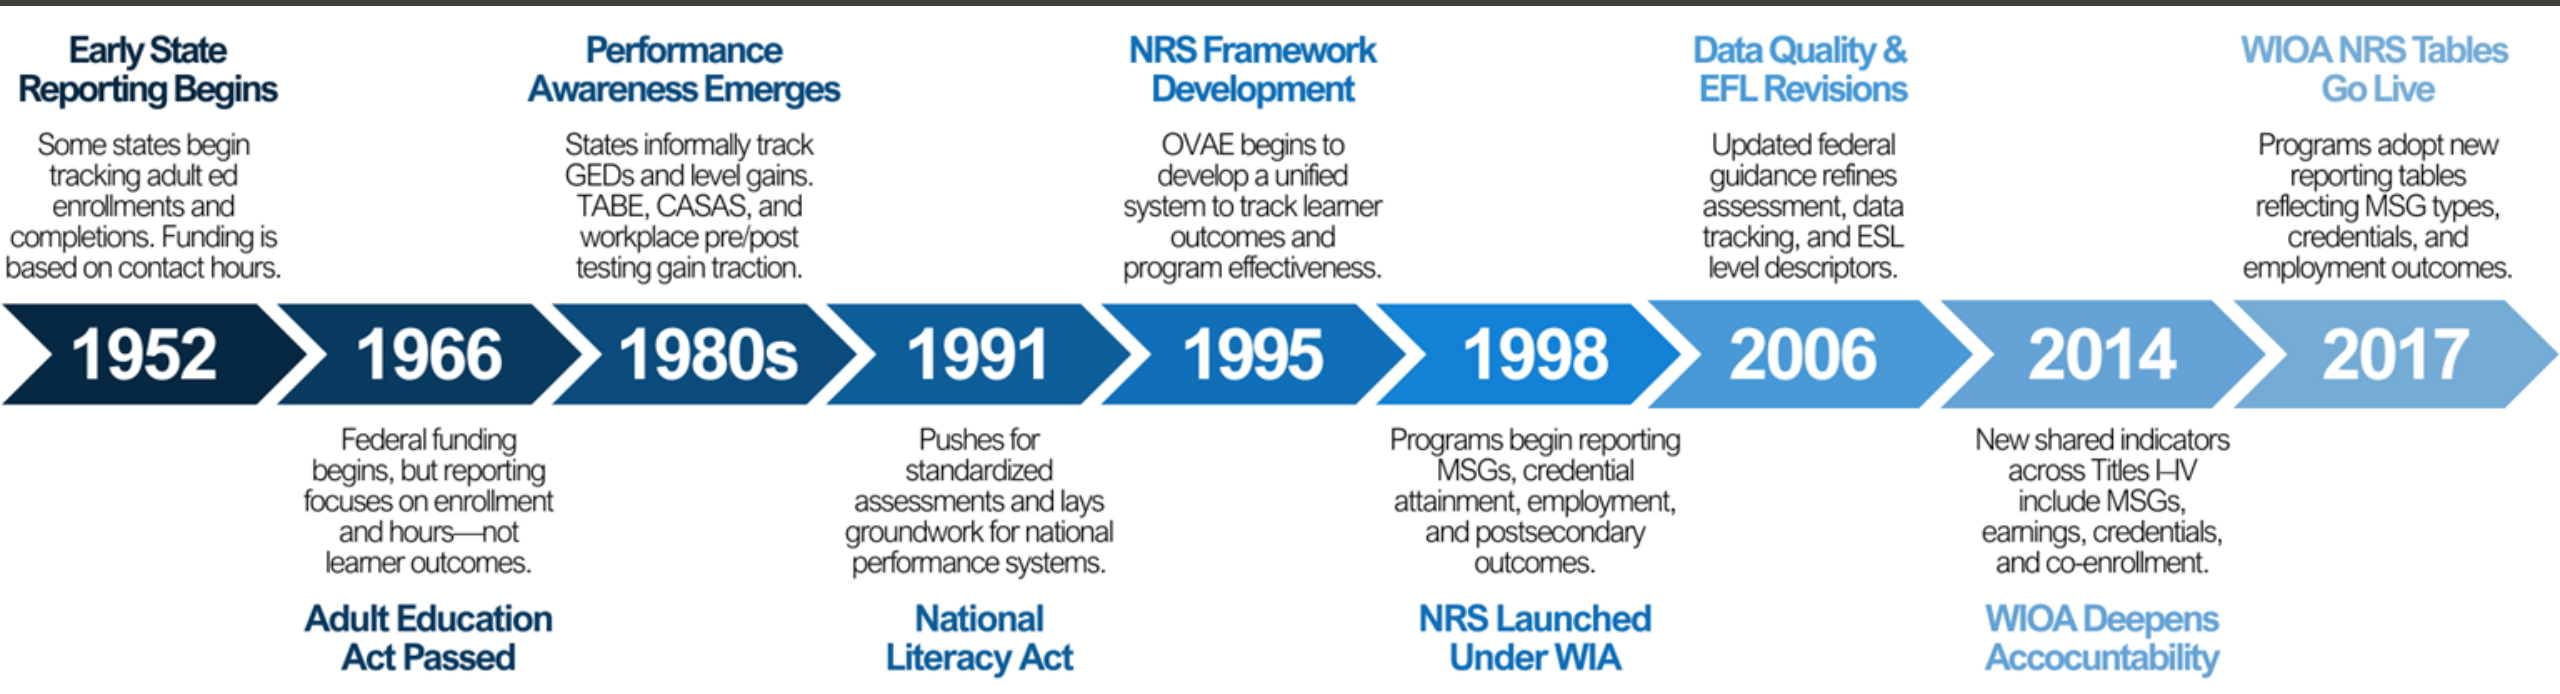 Early State
Reporting Begins
Some states begin
tracking adult ed
enrollments and
completions. Funding is
based on contact hours.
1952
1966
Federal funding
begins, but reporting
focuses on enrollment
and hours—not
learner outcomes.
Adult Education
Act Passed
Performance
Awareness Emerges
States informally track
GEDs and level gains.
TABE, CASAS, and
workplace pre/post
testing gain traction.
1980s
1991
Pushes for
standardized
assessments and lays
groundwork for national
performance systems.
National
Literacy Act
NRS Framework
Development
OVAE begins to
develop a unified
system to track learner
outcomes and
program effectiveness.
1995
1998
Programs begin reporting
MSGs, credential
attainment, employment,
and postsecondary
outcomes.
NRS Launched
Under WIA
Data Quality &
EFL Revisions
Updated federal
guidance refines
assessment, data
tracking, and ESL
level descriptors.
2006
2014
New shared indicators
across Titles I–IV
include MSGs,
earnings, credentials,
and co-enrollment.
WIOA Deepens
Accocuntability
WIOA NRS Tables
Go Live
Programs adopt new
reporting tables
reflecting MSG types,
credentials, and
employment outcomes.
2017